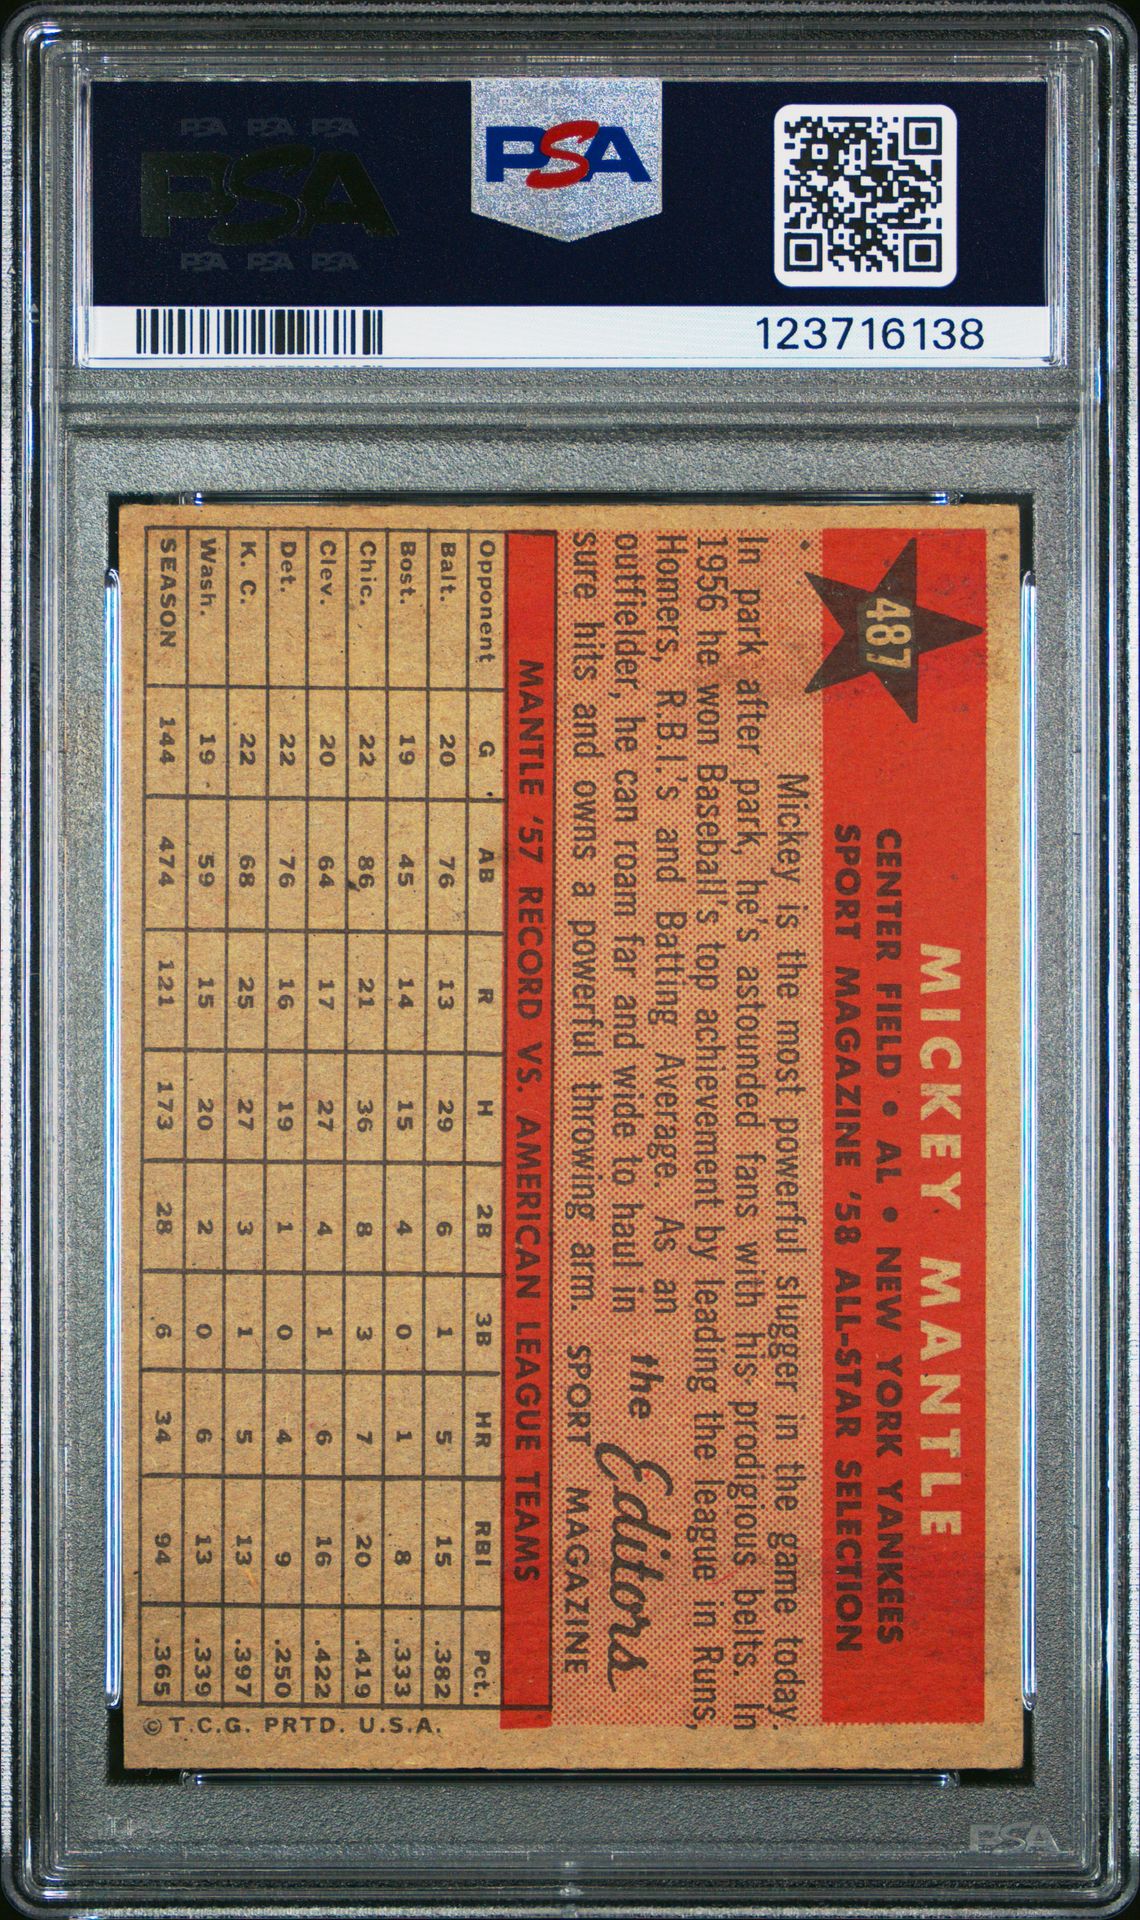 PSA PSA PSA
PSA
PSA PSA PSA
PSA
123716138
487
MICKEY MANTLE
CENTER FIELD • AL • NEW YORK YANKEES
SPORT MAGAZINE '58 ALL-STAR SELECTION
Mickey is the most powerful slugger in the game today.
In park after park, he's astounded fans with his prodigious belts. In
1956 he won Baseball's top achievement by leading the league in Runs,
Homers, R.B.I.'s and Batting Average. As an
outfielder, he can roam far and wide to haul in
sure hits and owns a powerful throwing arm.
the Editors
SPORT MAGAZINE
MANTLE '57 RECORD VS. AMERICAN LEAGUE TEAMS
Opponent G AB R H 2B 3B HR RBI Pct.
Balt. 20 76 13 29 6 1 5 15 .382
Bost. 19 45 14 15 4 0 1 8 .333
Chic. 22 86 21 36 8 3 7 20 .419
Clev. 20 64 17 27 4 1 6 16 .422
Det. 22 76 16 19 1 0 4 9 .250
K. C. 22 68 25 27 3 1 5 13 .397
Wash. 19 59 15 20 2 0 6 13 .339
SEASON 144 474 121 173 28 6 34 94 .365
© T.C.G. PRTD. U.S.A.
PSA